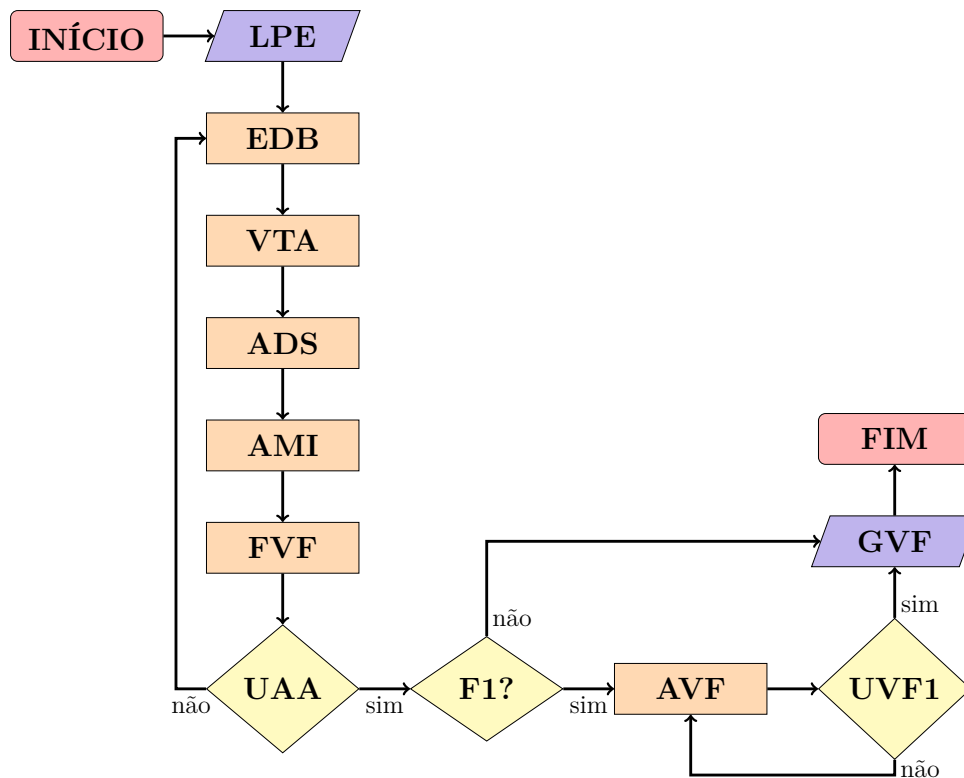 INÍCIO
LPE
EDB
VTA
ADS
AMI
FIM
FVF
GVF
não
sim
UAA
F1?
AVF
UVF1
não
sim
sim
não